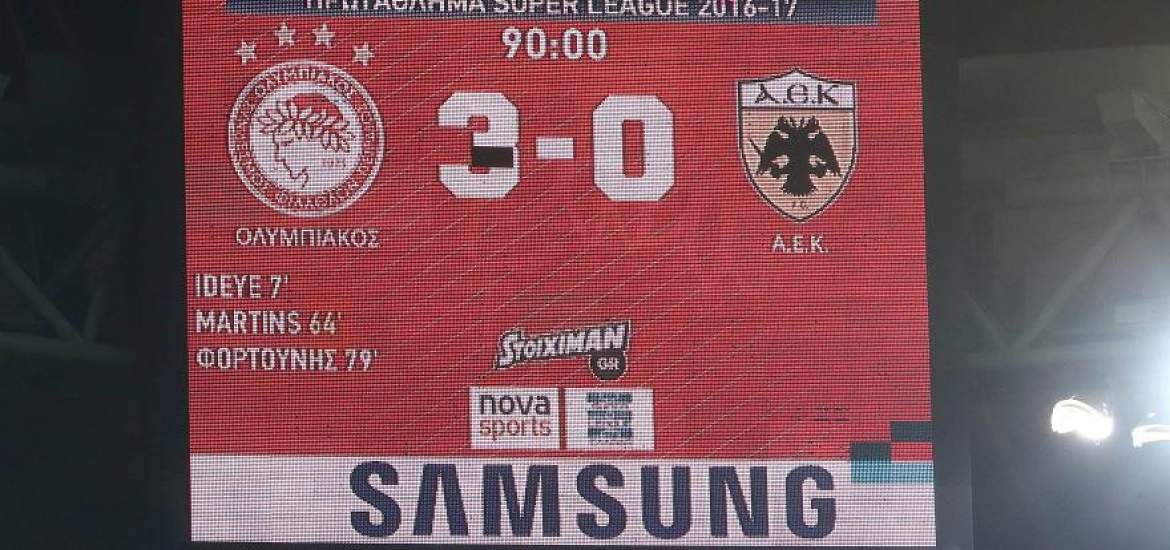 ΠΡΩΤΑΘΛΗΜΑ SUPER LEAGUE 2016-17
90:00
3-0
Α.Ε.Κ
ΟΛΥΜΠΙΑΚΟΣ
Α.Ε.Κ.
IDEYE 7'
MARTINS 64'
ΦΟΡΤΟΥΝΗΣ 79'
STOIXIMAN
GR
nova
sports
SAMSUNG